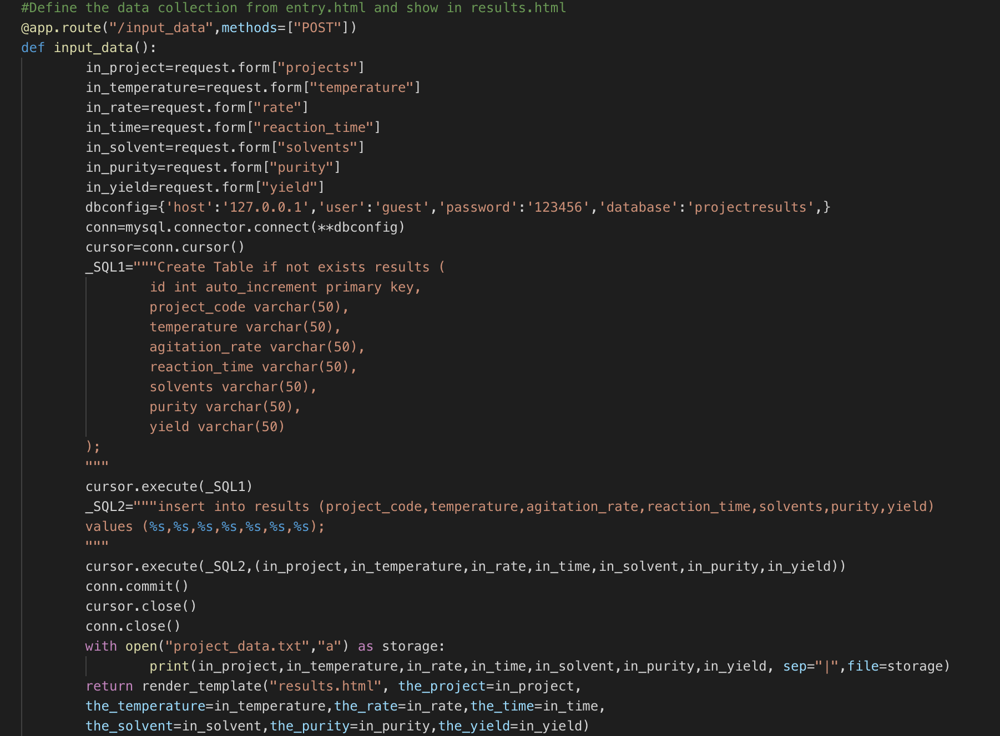 #Define the data collection from entry.html and show in results.html
@app.route("/input_data",methods=["POST"])
def input_data():
in_project=request.form["projects"]
in_temperature=request.form["temperature"]
in_rate=request.form["rate"]
in_time=request.form["reaction_time"]
in_solvent=request.form["solvents"]
in_purity=request.form["purity"]
in_yield=request.form["yield"]
dbconfig={'host':'127.0.0.1','user':'guest','password':'123456','database':'projectresults',}
conn=mysql.connector.connect(**dbconfig)
cursor=conn.cursor()
_SQL1="""Create Table if not exists results (
id int auto_increment primary key,
project_code varchar(50),
temperature varchar(50),
agitation_rate varchar(50),
reaction_time varchar(50),
solvents varchar(50),
purity varchar(50),
yield varchar(50)
);
"""
cursor.execute(_SQL1)
_SQL2="""insert into results (project_code,temperature,agitation_rate,reaction_time,solvents,purity,yield)
values (%s,%s,%s,%s,%s,%s,%s);
"""
cursor.execute(_SQL2,(in_project,in_temperature,in_rate,in_time,in_solvent,in_purity,in_yield))
conn.commit()
cursor.close()
conn.close()
with open("project_data.txt","a") as storage:
print(in_project,in_temperature,in_rate,in_time,in_solvent,in_purity,in_yield, sep="|",file=storage)
return render_template("results.html", the_project=in_project,
the_temperature=in_temperature,the_rate=in_rate,the_time=in_time,
the_solvent=in_solvent,the_purity=in_purity,the_yield=in_yield)